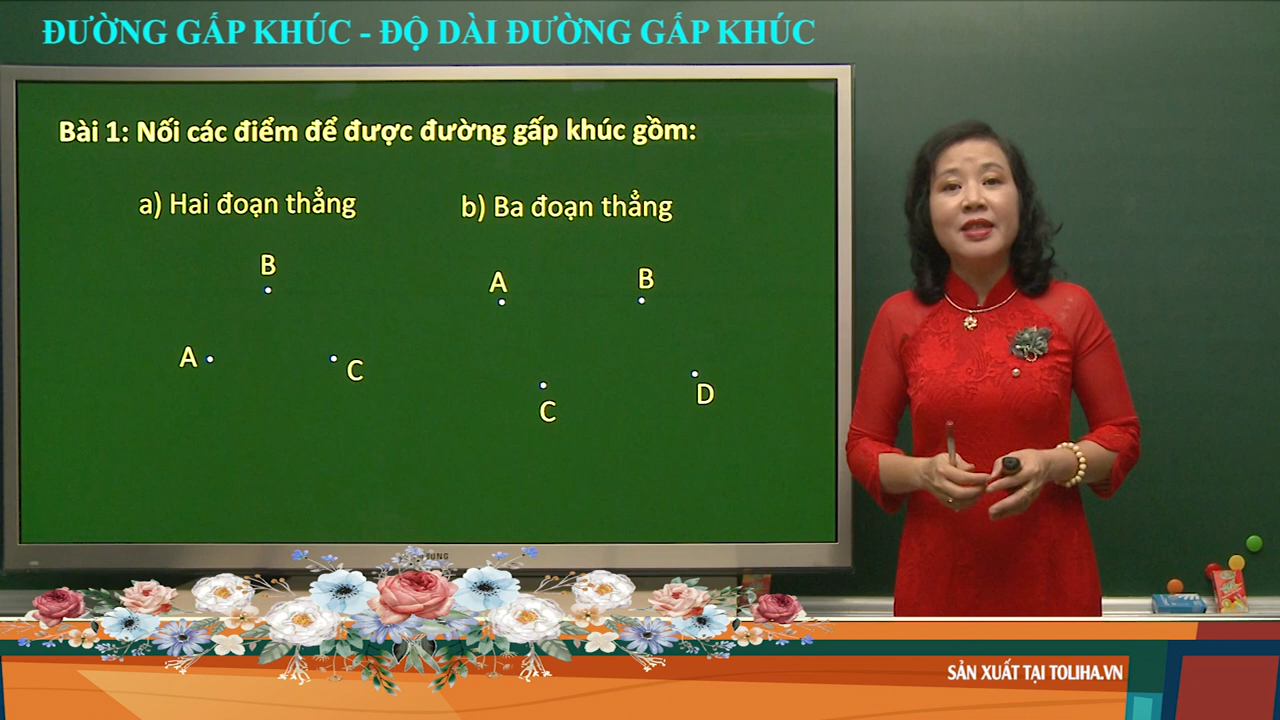 ĐƯỜNG GẤP KHÚC - ĐỘ DÀI ĐƯỜNG GẤP KHÚC
Bài 1: Nối các điểm để được đường gấp khúc gồm:
a) Hai đoạn thẳng
b) Ba đoạn thẳng
B
A
C
A
B
C
D
SẢN XUẤT TẠI TOLIHA.VN